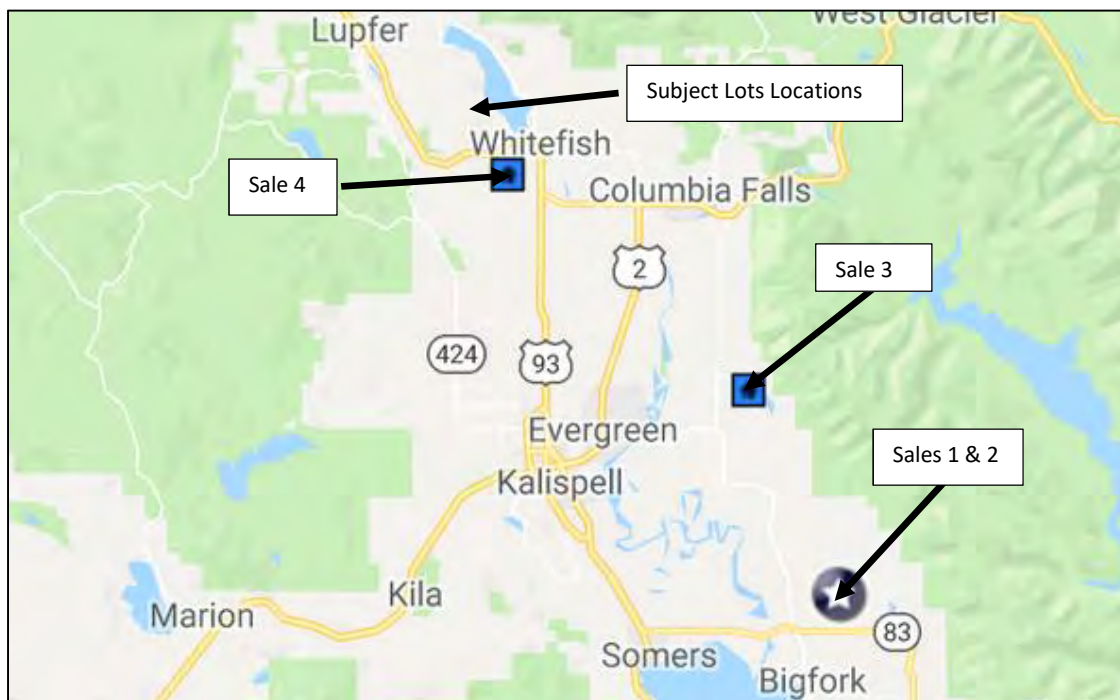 West Glacier
Lupfer
Subject Lots Locations
Whitefish
Sale 4
Columbia Falls
2
Sale 3
424
93
Evergreen
Sales 1 & 2
Kalispell
Kila
Marion
83
Somers
Bigfork